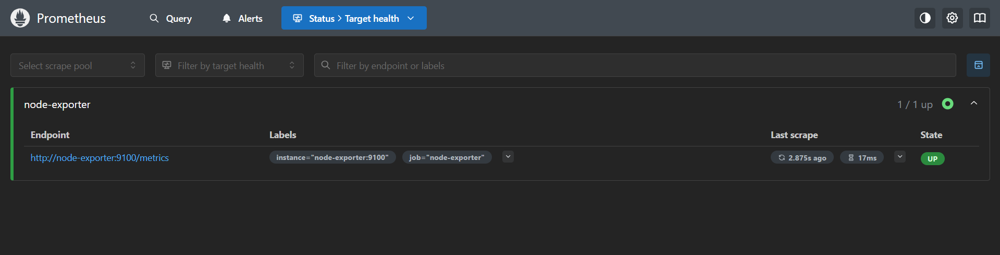 Prometheus Query Alerts Status > Target health
Select scrape pool Filter by target health Filter by endpoint or labels
node-exporter 1 / 1 up
Endpoint Labels Last scrape State
http://node-exporter:9100/metrics instance="node-exporter:9100" job="node-exporter" 2.875s ago 17ms UP